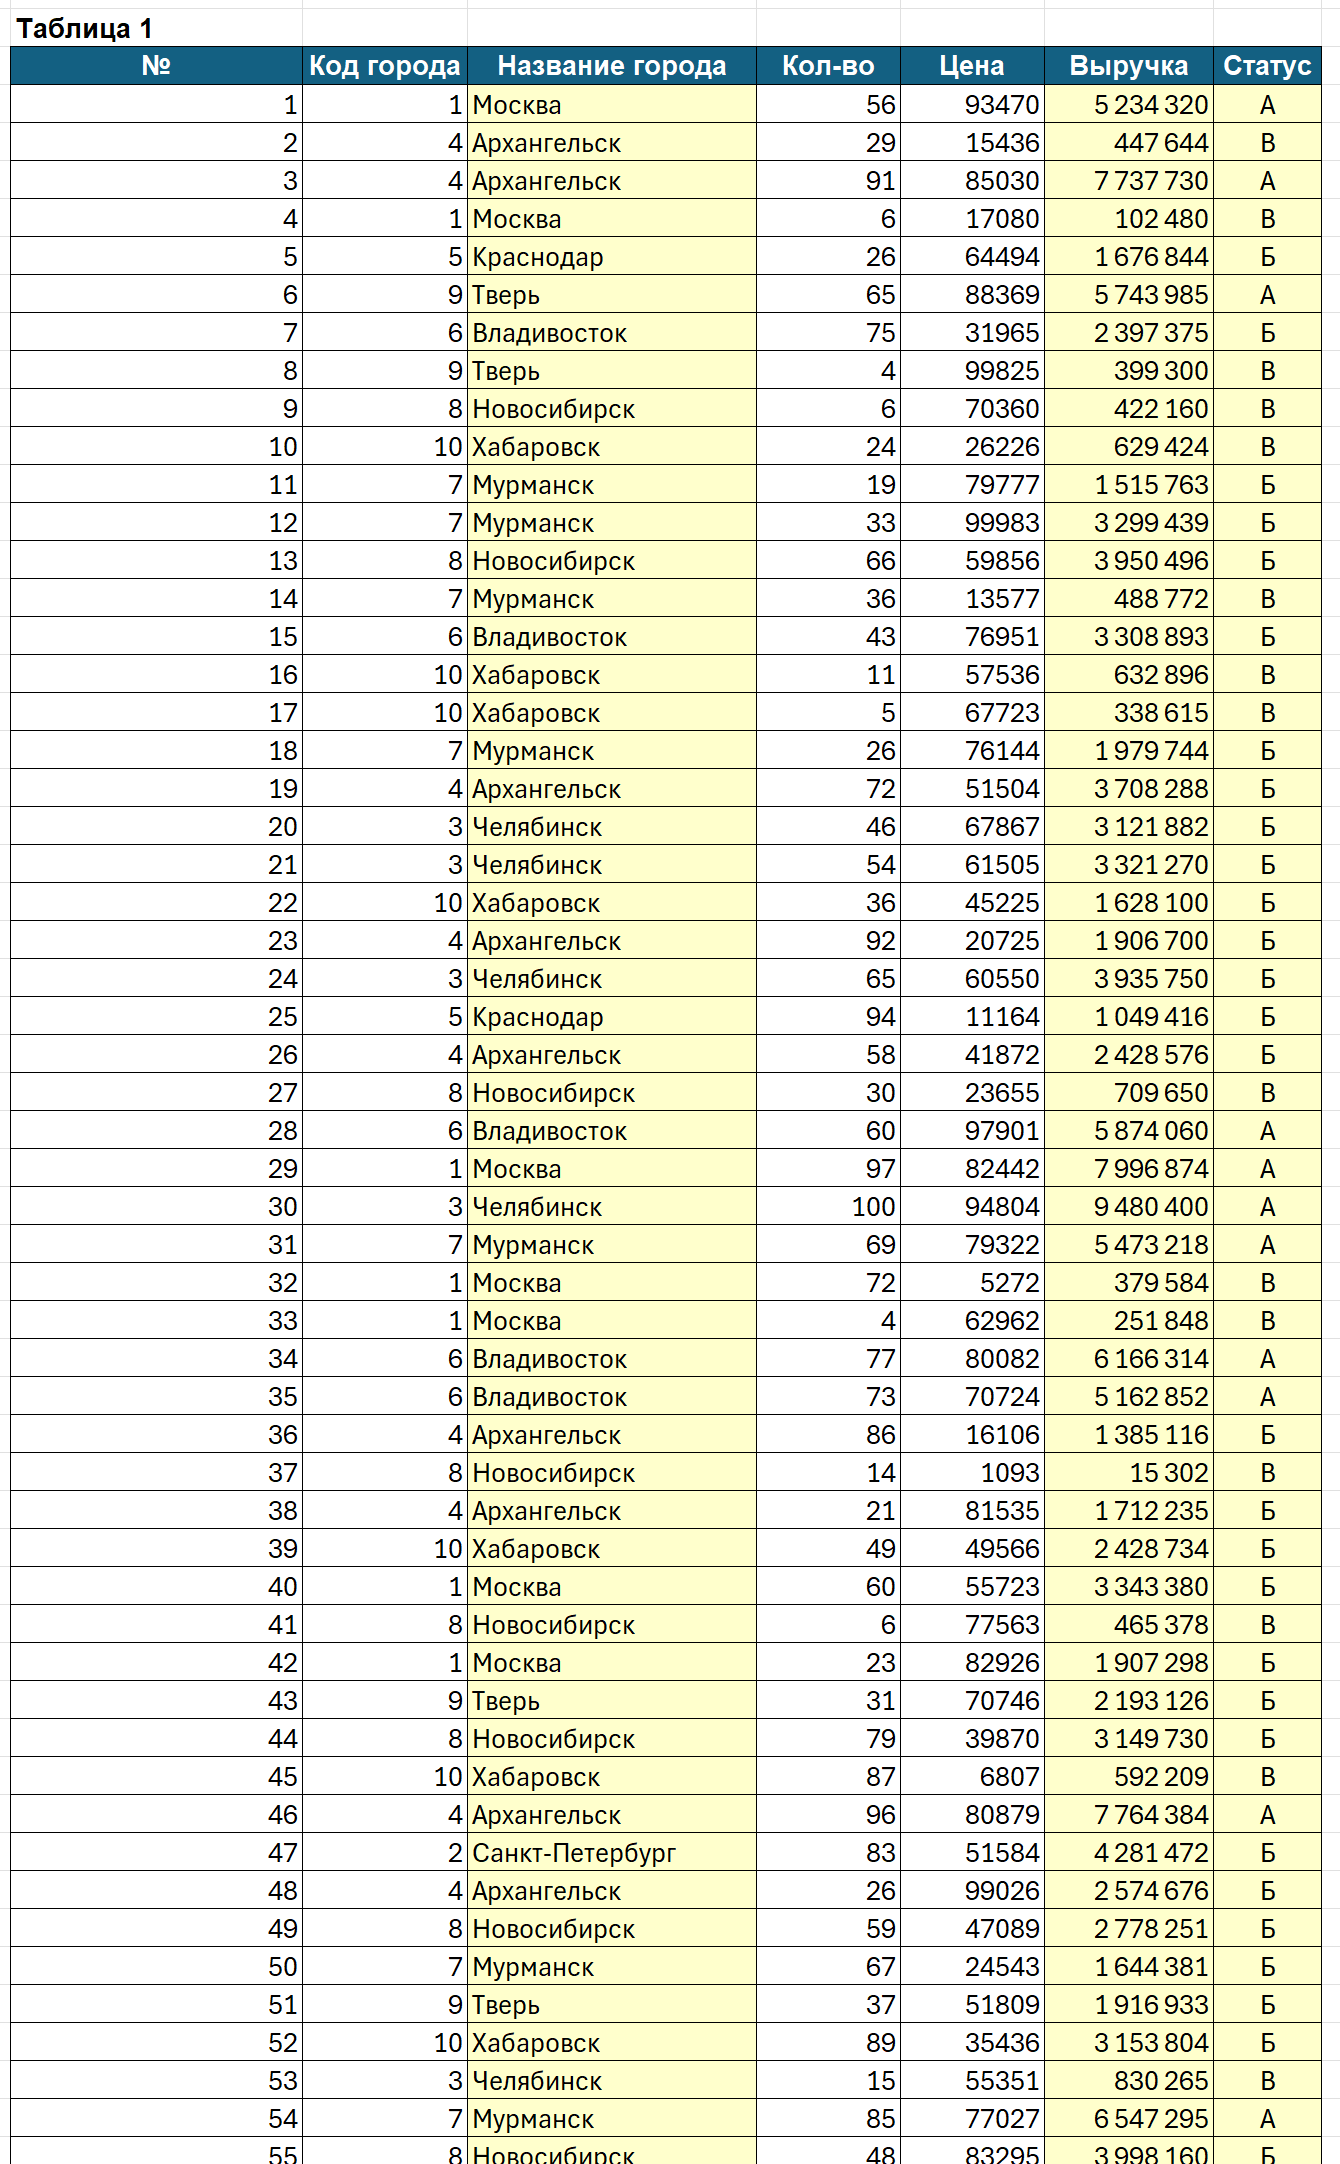 Таблица 1
№ Код города Название города Кол-во Цена Выручка Статус
1 1 Москва 56 93470 5 234 320 А
2 4 Архангельск 29 15436 447 644 В
3 4 Архангельск 91 85030 7 737 730 А
4 1 Москва 6 17080 102 480 В
5 5 Краснодар 26 64494 1 676 844 Б
6 9 Тверь 65 88369 5 743 985 А
7 6 Владивосток 75 31965 2 397 375 Б
8 9 Тверь 4 99825 399 300 В
9 8 Новосибирск 6 70360 422 160 В
10 10 Хабаровск 24 26226 629 424 В
11 7 Мурманск 19 79777 1 515 763 Б
12 7 Мурманск 33 99983 3 299 439 Б
13 8 Новосибирск 66 59856 3 950 496 Б
14 7 Мурманск 36 13577 488 772 В
15 6 Владивосток 43 76951 3 308 893 Б
16 10 Хабаровск 11 57536 632 896 В
17 10 Хабаровск 5 67723 338 615 В
18 7 Мурманск 26 76144 1 979 744 Б
19 4 Архангельск 72 51504 3 708 288 Б
20 3 Челябинск 46 67867 3 121 882 Б
21 3 Челябинск 54 61505 3 321 270 Б
22 10 Хабаровск 36 45225 1 628 100 Б
23 4 Архангельск 92 20725 1 906 700 Б
24 3 Челябинск 65 60550 3 935 750 Б
25 5 Краснодар 94 11164 1 049 416 Б
26 4 Архангельск 58 41872 2 428 576 Б
27 8 Новосибирск 30 23655 709 650 В
28 6 Владивосток 60 97901 5 874 060 А
29 1 Москва 97 82442 7 996 874 А
30 3 Челябинск 100 94804 9 480 400 А
31 7 Мурманск 69 79322 5 473 218 А
32 1 Москва 72 5272 379 584 В
33 1 Москва 4 62962 251 848 В
34 6 Владивосток 77 80082 6 166 314 А
35 6 Владивосток 73 70724 5 162 852 А
36 4 Архангельск 86 16106 1 385 116 Б
37 8 Новосибирск 14 1093 15 302 В
38 4 Архангельск 21 81535 1 712 235 Б
39 10 Хабаровск 49 49566 2 428 734 Б
40 1 Москва 60 55723 3 343 380 Б
41 8 Новосибирск 6 77563 465 378 В
42 1 Москва 23 82926 1 907 298 Б
43 9 Тверь 31 70746 2 193 126 Б
44 8 Новосибирск 79 39870 3 149 730 Б
45 10 Хабаровск 87 6807 592 209 В
46 4 Архангельск 96 80879 7 764 384 А
47 2 Санкт-Петербург 83 51584 4 281 472 Б
48 4 Архангельск 26 99026 2 574 676 Б
49 8 Новосибирск 59 47089 2 778 251 Б
50 7 Мурманск 67 24543 1 644 381 Б
51 9 Тверь 37 51809 1 916 933 Б
52 10 Хабаровск 89 35436 3 153 804 Б
53 3 Челябинск 15 55351 830 265 В
54 7 Мурманск 85 77027 6 547 295 А
55 8 Новосибирск 48 83295 3 998 160 Б